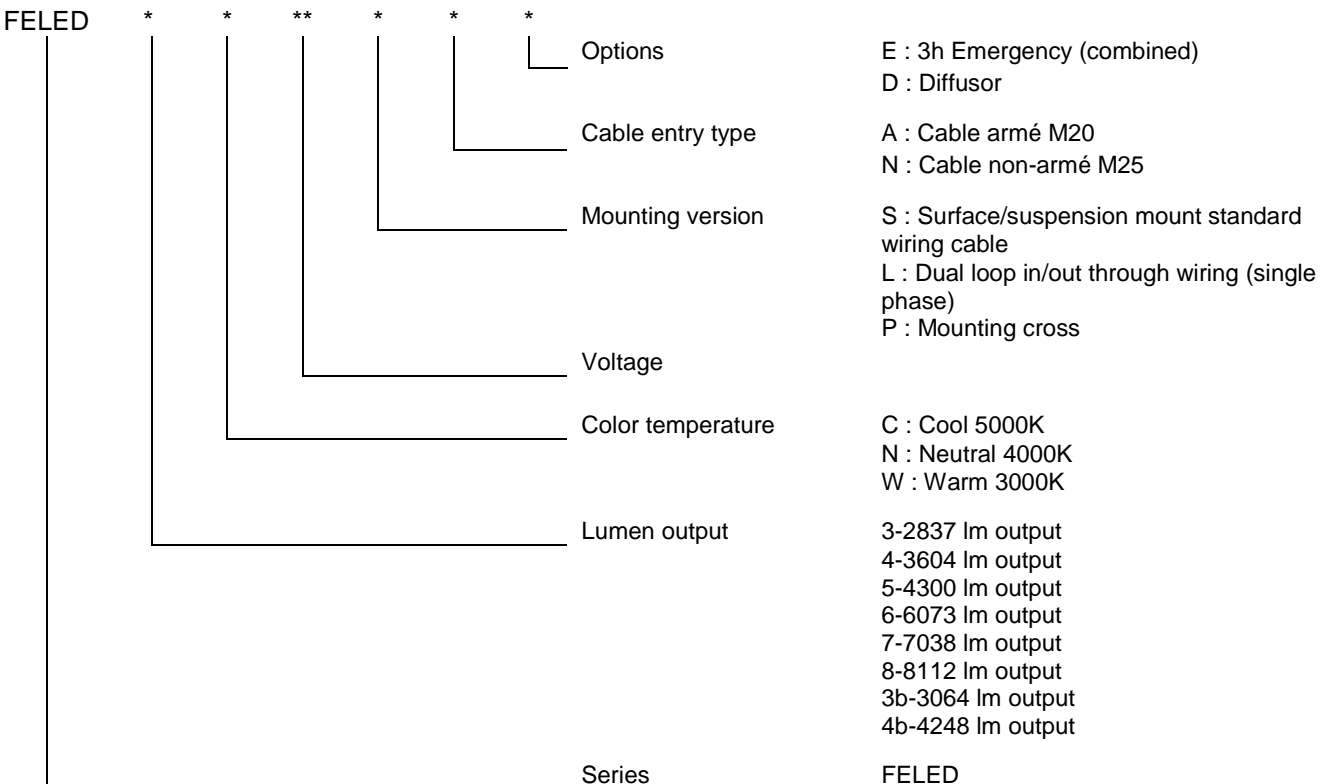 FELED * * ** * * *
Options E : 3h Emergency (combined)
D : Diffusor
Cable entry type A : Cable armé M20
N : Cable non-armé M25
Mounting version S : Surface/suspension mount standard
wiring cable
L : Dual loop in/out through wiring (single
phase)
P : Mounting cross
Voltage
Color temperature C : Cool 5000K
N : Neutral 4000K
W : Warm 3000K
Lumen output 3-2837 lm output
4-3604 lm output
5-4300 lm output
6-6073 lm output
7-7038 lm output
8-8112 lm output
3b-3064 lm output
4b-4248 lm output
Series FELED